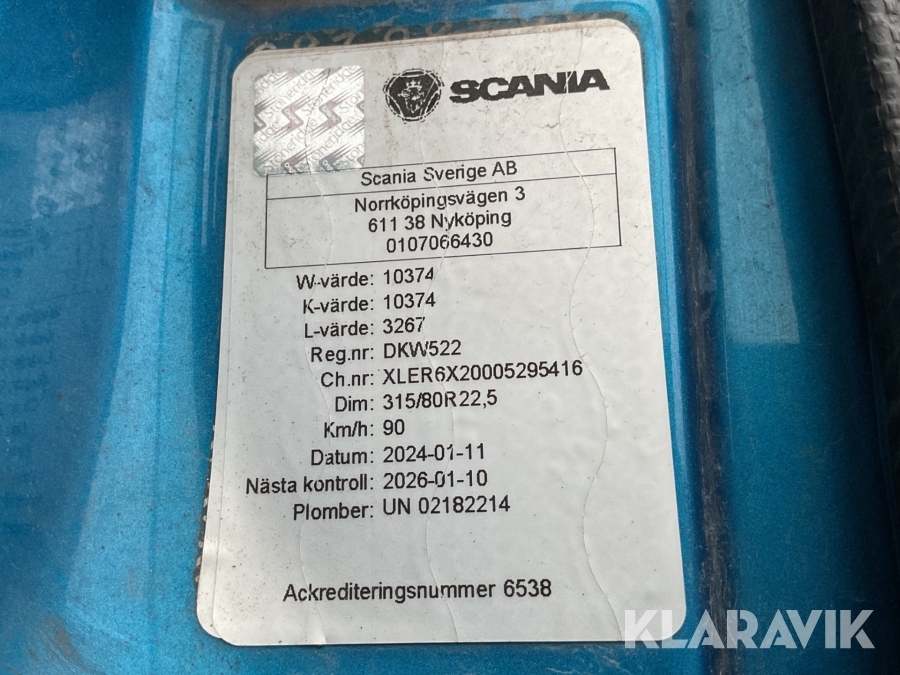 SCANIA
Scania Sverige AB
Norrköpingsvägen 3
611 38 Nyköping
0107066430
W-värde: 10374
K-värde: 10374
L-värde: 3267
Reg.nr: DKW522
Ch.nr: XLER6X20005295416
Dim: 315/80R22,5
Km/h: 90
Datum: 2024-01-11
Nästa kontroll: 2026-01-10
Plomber: UN 02182214
Ackrediteringsnummer 6538
KLARAVIK